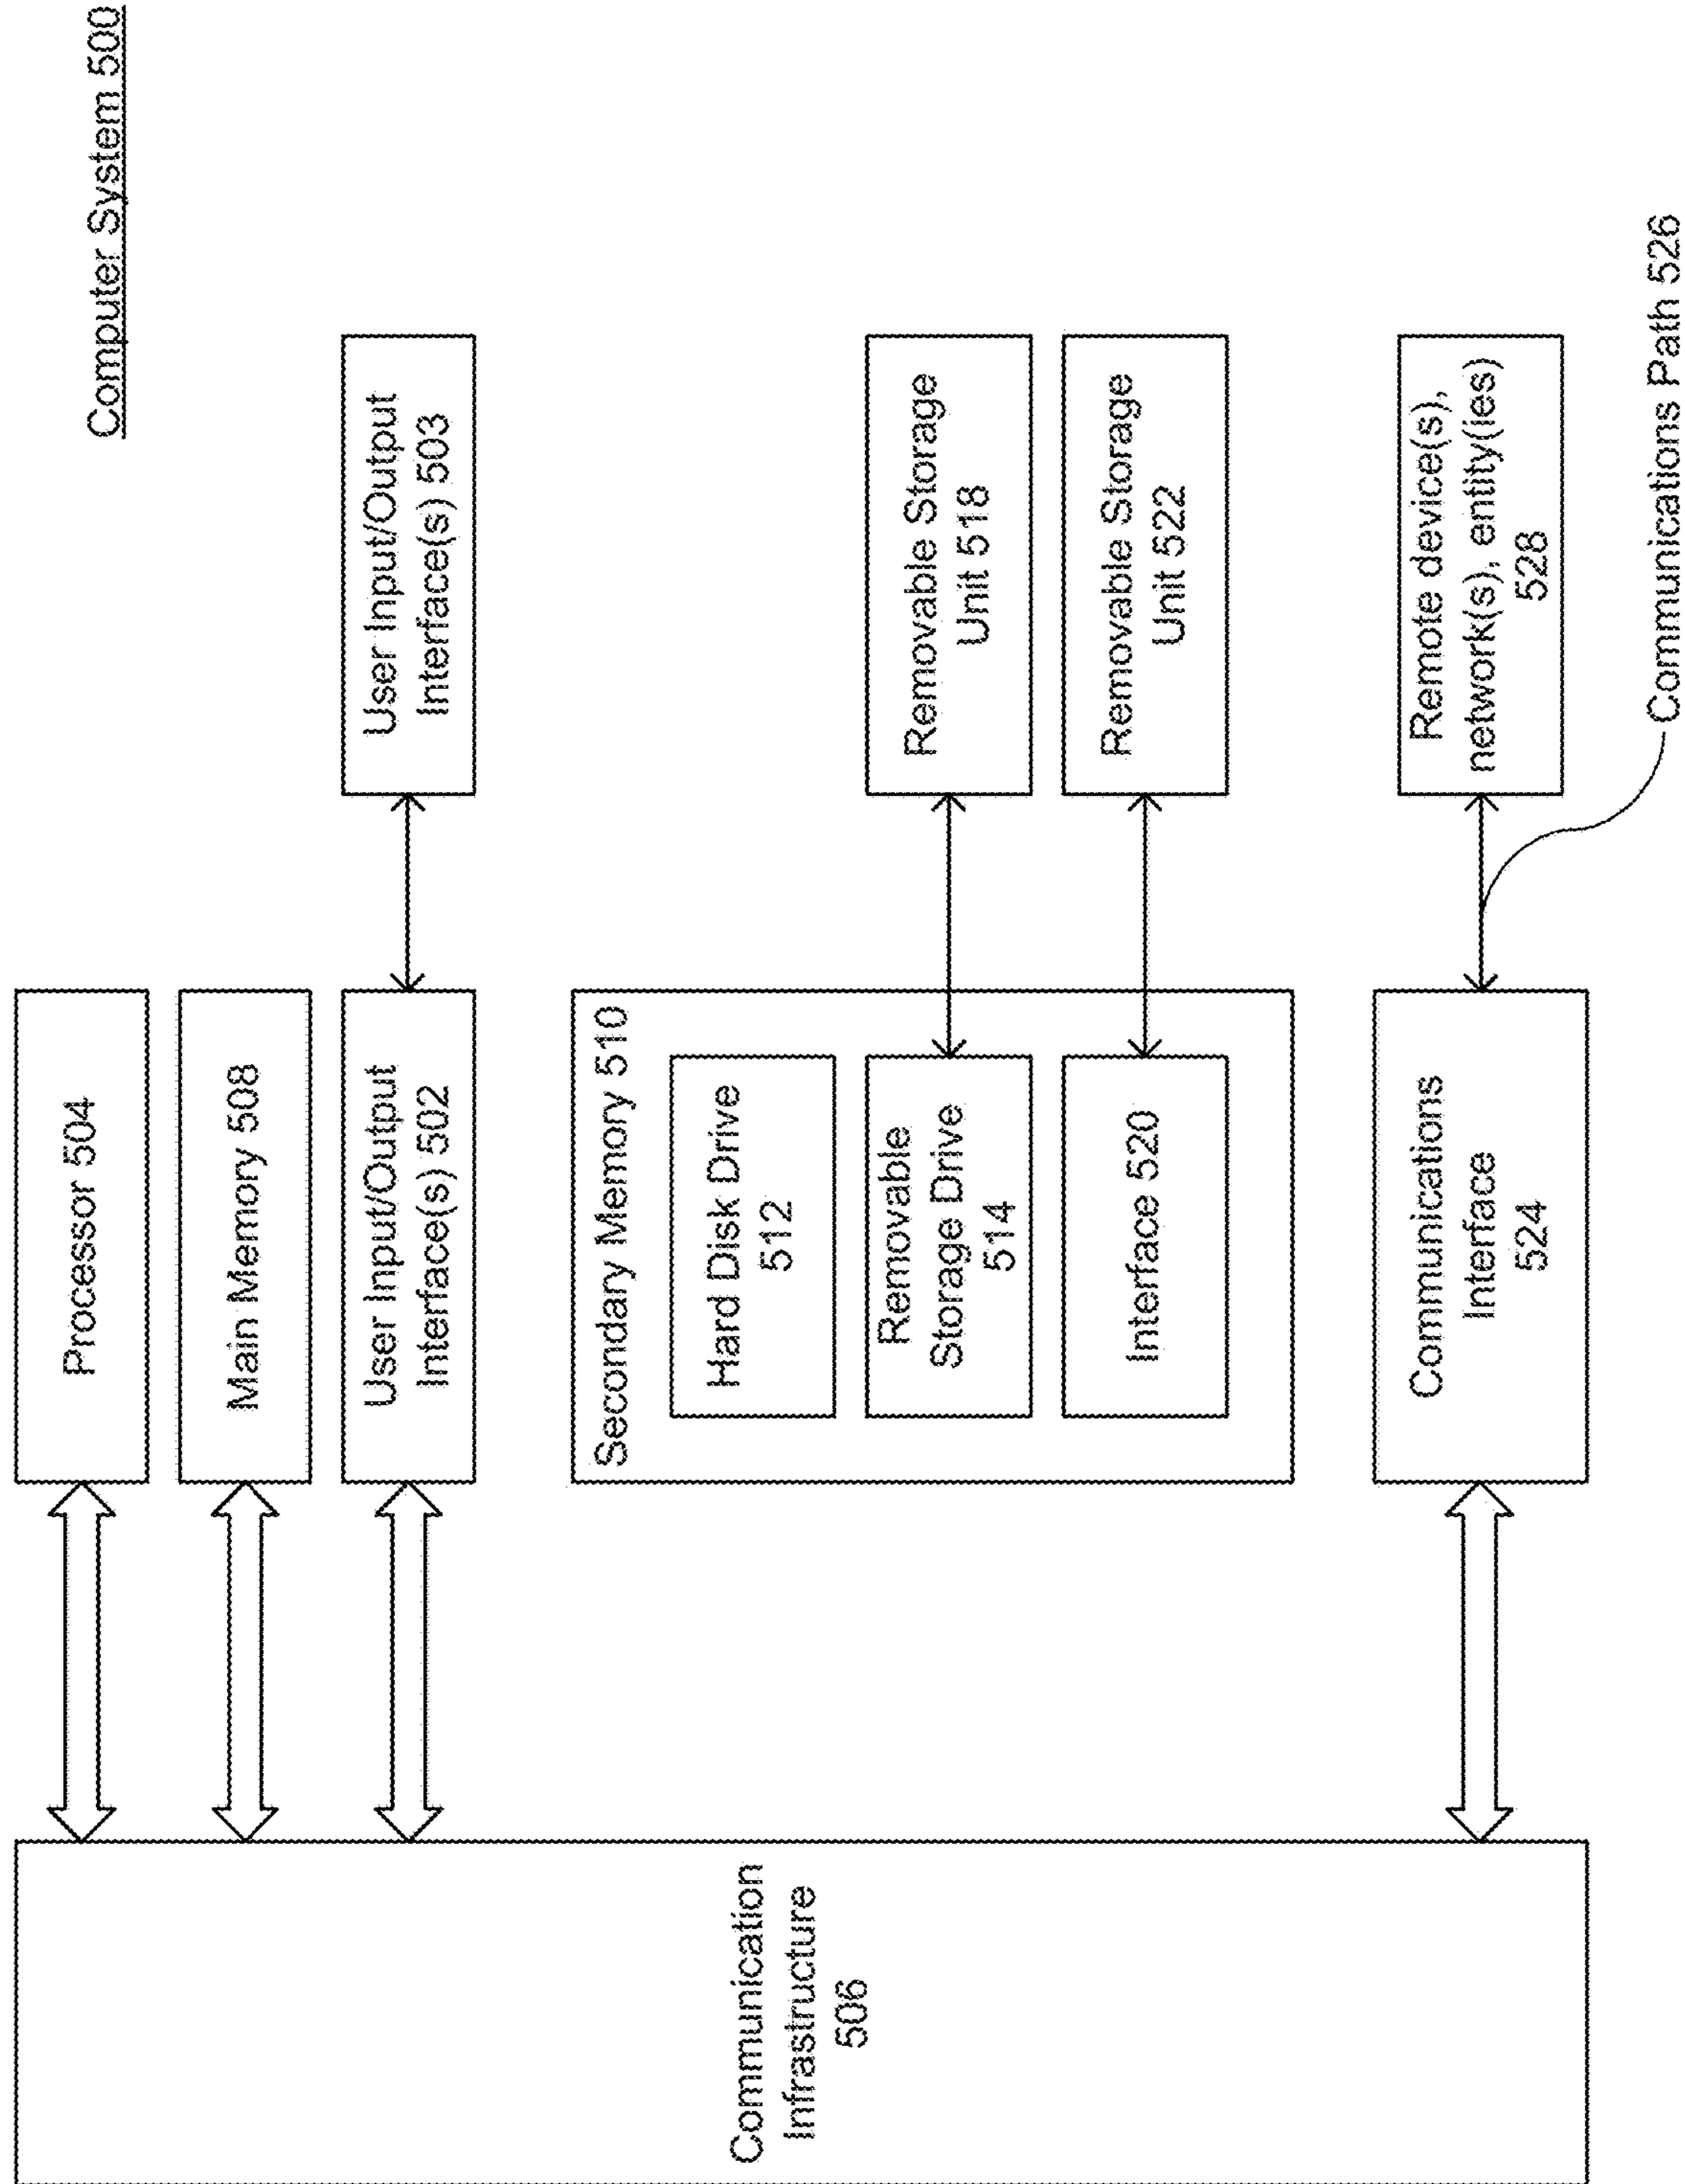 Computer System 500
Processor 504
Main Memory 508
User Input/Output
Interface(s) 502
User Input/Output
Interface(s) 503
Communication
Infrastructure
506
Secondary Memory 510
Hard Disk Drive
512
Removable
Storage Drive
514
Removable Storage
Unit 518
Interface 520
Removable Storage
Unit 522
Communications
Interface
524
Remote device(s),
network(s), entity(ies)
528
Communications Path 526